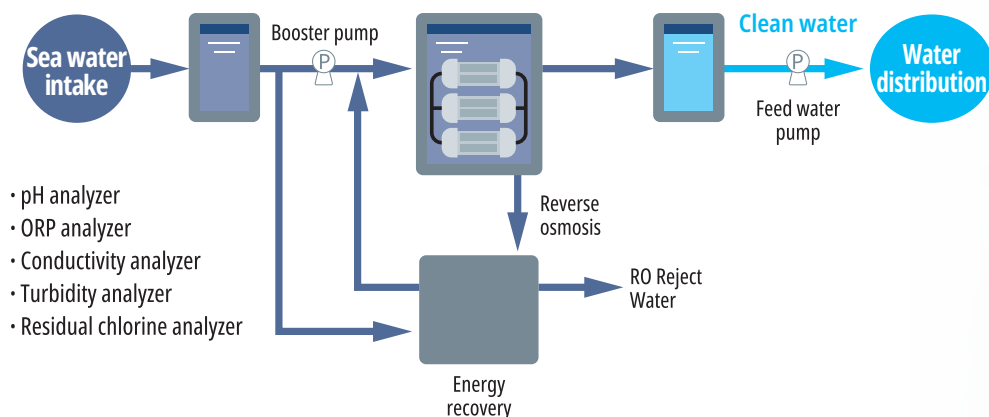 Sea water
intake
Booster pump
P
Clean water
P
Feed water
pump
Water
distribution
· pH analyzer
· ORP analyzer
· Conductivity analyzer
· Turbidity analyzer
· Residual chlorine analyzer
Reverse
osmosis
RO Reject
Water
Energy
recovery